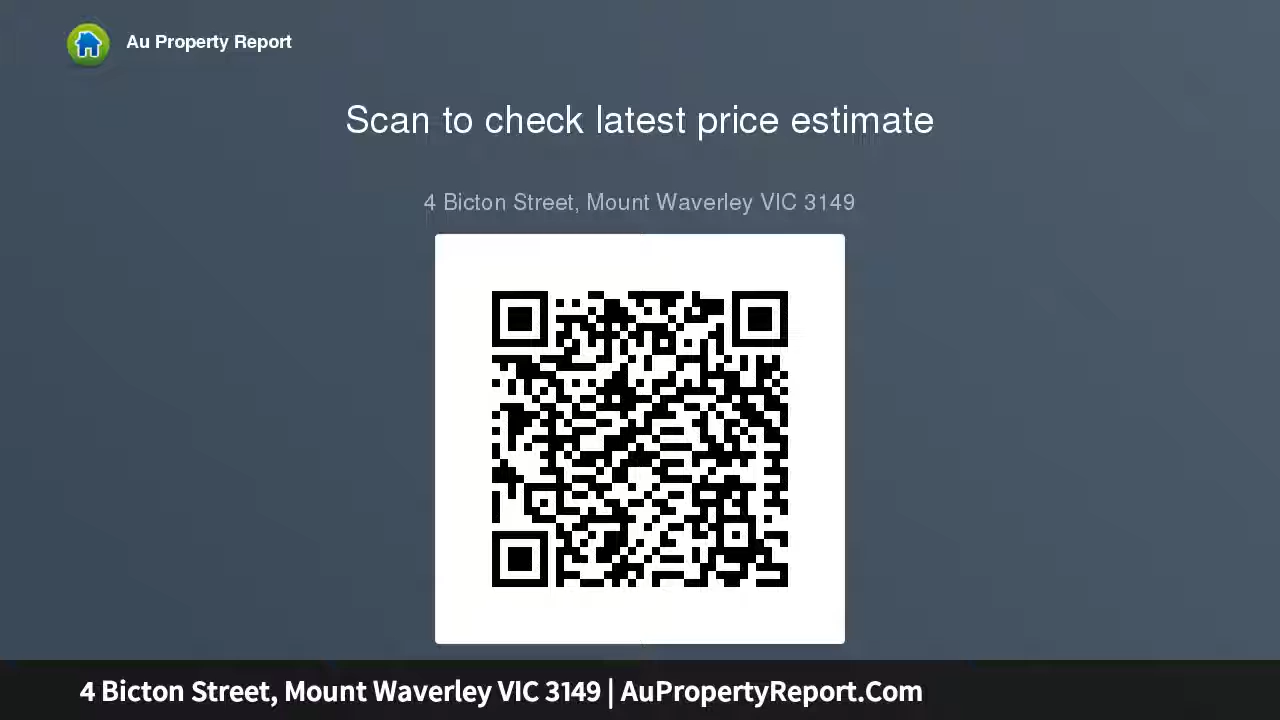 Au Property Report
Scan to check latest price estimate
4 Bicton Street, Mount Waverley VIC 3149
4 Bicton Street, Mount Waverley VIC 3149 | AuPropertyReport.Com